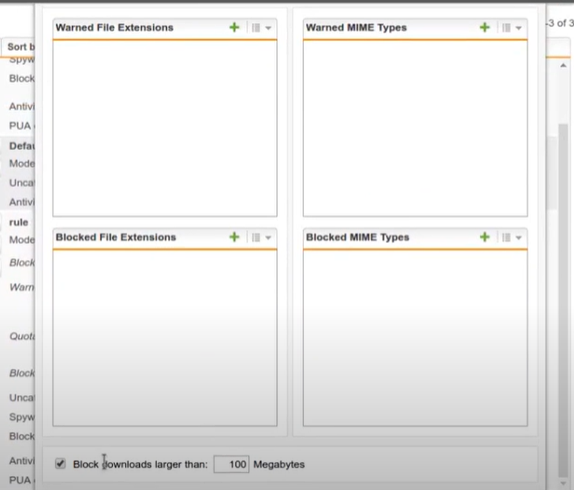 -3 of 3
Sort b
Spyw
Block
Antivi
PUA
Defau
Mode
Unca
Antivi
rule
Mode
Block
Warn
Quota
Block
Unca
Spyw
Block
Antivi
PUA
Warned File Extensions
Warned MIME Types
Blocked File Extensions
Blocked MIME Types
Block downloads larger than: 100 Megabytes